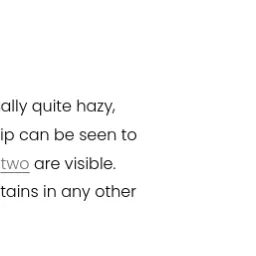 ally quite hazy,
ip can be seen to
two are visible.
tains in any other